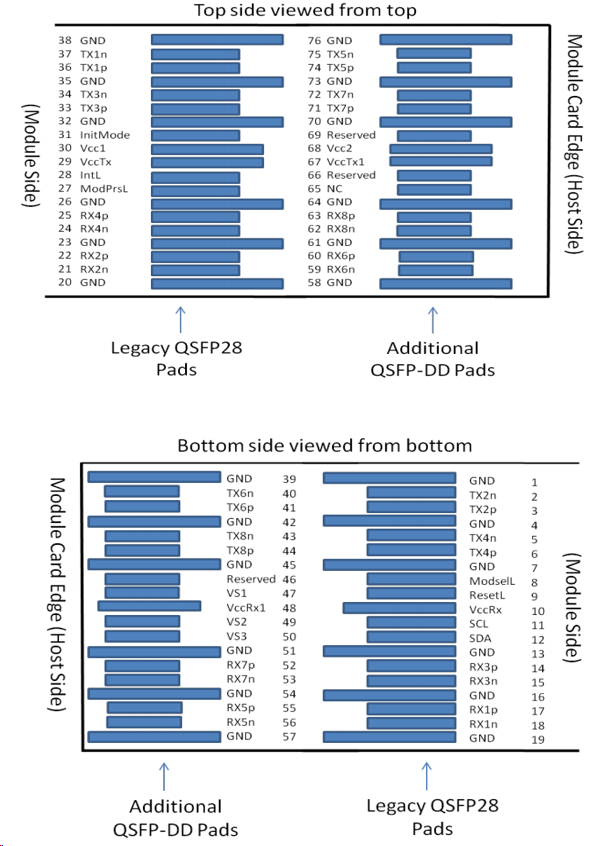 Top side viewed from top
38 GND 76 GND
37 TX1n 75 TX5n
36 TX1p 74 TX5p
35 GND 73 GND
34 TX3n 72 TX7n
33 TX3p 71 TX7p
32 GND 70 GND
31 InitMode 69 Reserved
30 Vcc1 68 Vcc2
29 VccTx 67 VccTx1
28 IntL 66 Reserved
27 ModPrsL 65 NC
26 GND 64 GND
25 RX4p 63 RX8p
24 RX4n 62 RX8n
23 GND 61 GND
22 RX2p 60 RX6p
21 RX2n 59 RX6n
20 GND 58 GND
(Module Side)
Module Card Edge (Host Side)
Legacy QSFP28
Pads
Additional
QSFP-DD Pads
Bottom side viewed from bottom
GND 39 GND 1
TX6n 40 TX2n 2
TX6p 41 TX2p 3
GND 42 GND 4
TX8n 43 TX4n 5
TX8p 44 TX4p 6
GND 45 GND 7
Reserved 46 ModselL 8
VS1 47 ResetL 9
VccRx1 48 VccRx 10
VS2 49 SCL 11
VS3 50 SDA 12
GND 51 GND 13
RX7p 52 RX3p 14
RX7n 53 RX3n 15
GND 54 GND 16
RX5p 55 RX1p 17
RX5n 56 RX1n 18
GND 57 GND 19
Module Card Edge (Host Side)
(Module Side)
Additional
QSFP-DD Pads
Legacy QSFP28
Pads